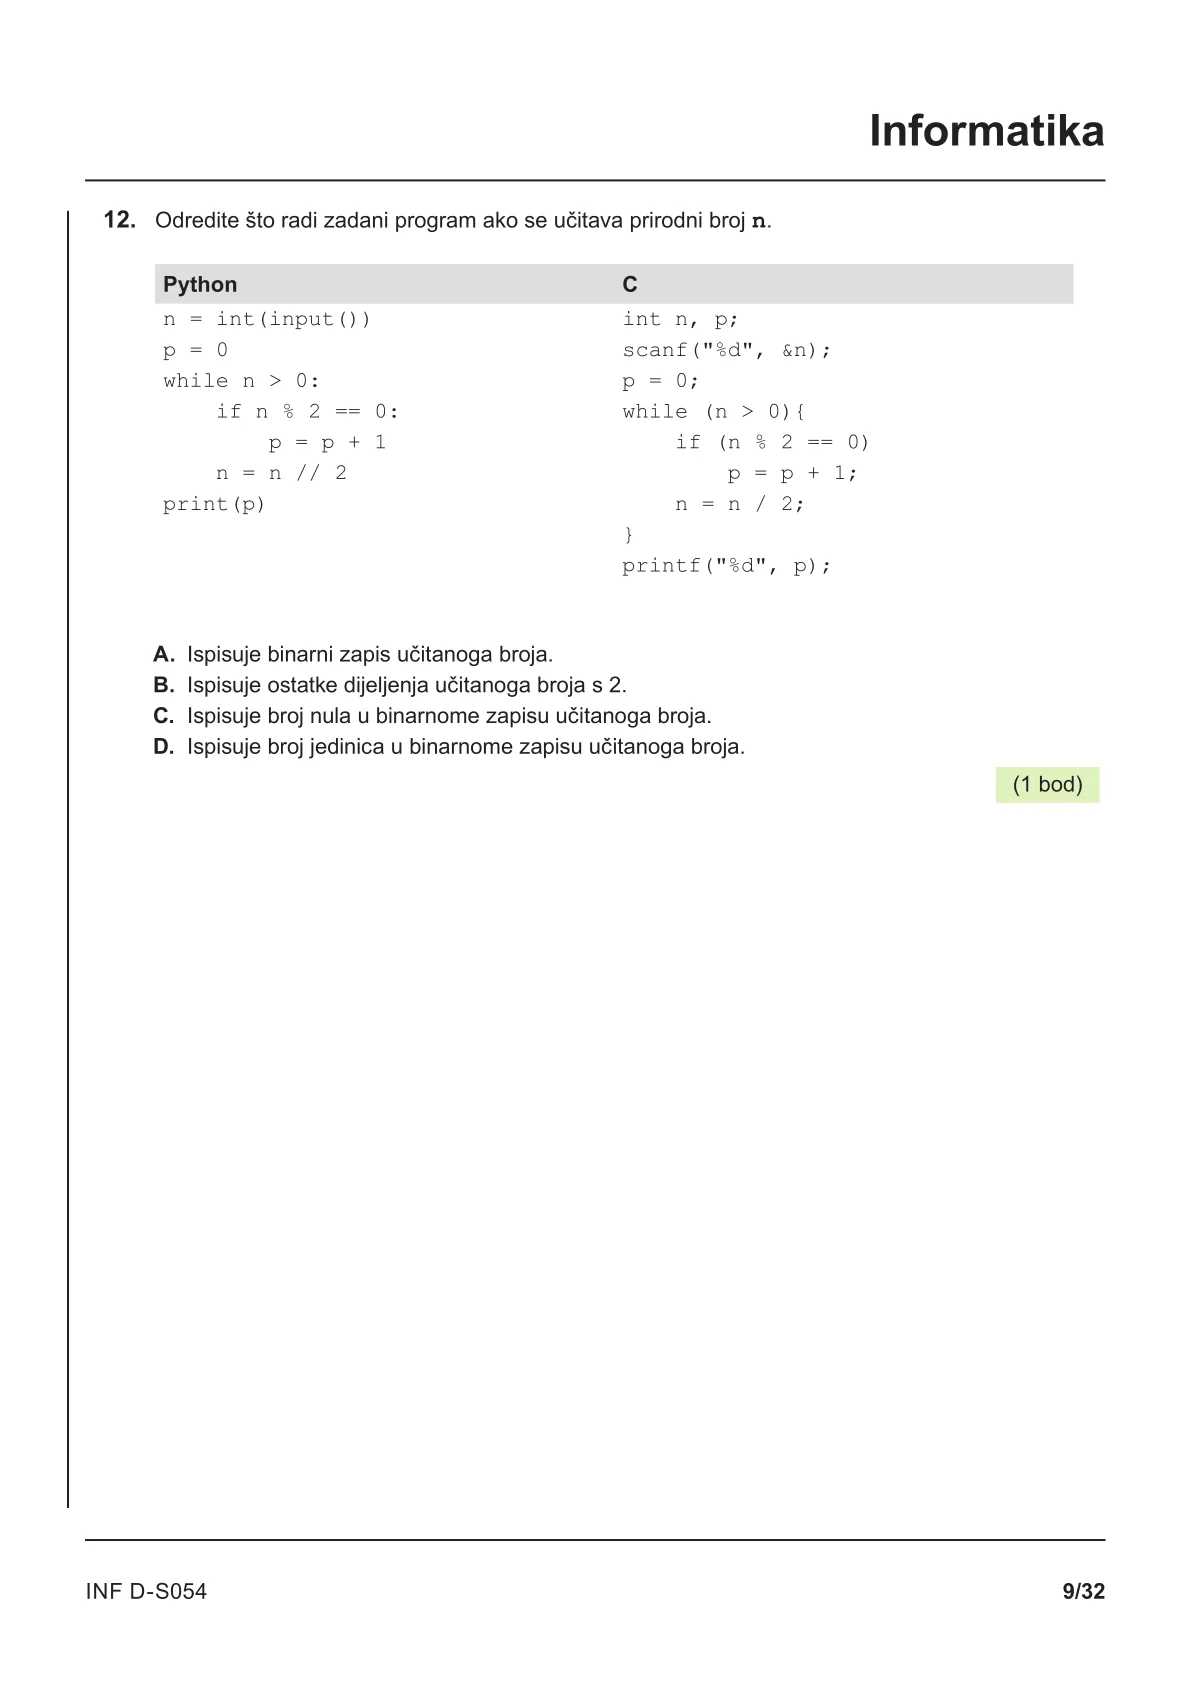 Informatika
12. Odredite što radi zadani program ako se učitava prirodni broj n.
Python
n = int(input())
p = 0
while n > 0:
    if n % 2 == 0:
        p = p + 1
    n = n // 2
print(p)
C
int n, p;
scanf("%d", &n);
p = 0;
while (n > 0){
    if (n % 2 == 0)
        p = p + 1;
    n = n / 2;
}
printf("%d", p);
A. Ispisuje binarni zapis učitanoga broja.
B. Ispisuje ostatke dijeljenja učitanoga broja s 2.
C. Ispisuje broj nula u binarnome zapisu učitanoga broja.
D. Ispisuje broj jedinica u binarnome zapisu učitanoga broja.
(1 bod)
INF D-S054
9/32